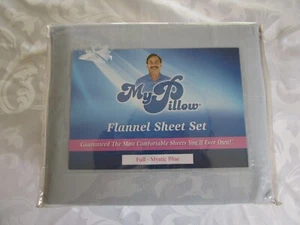 My Pillow®
Flannel Sheet Set
Guaranteed The Most Comfortable Sheets You'll Ever Own!
Full - Mystic Blue